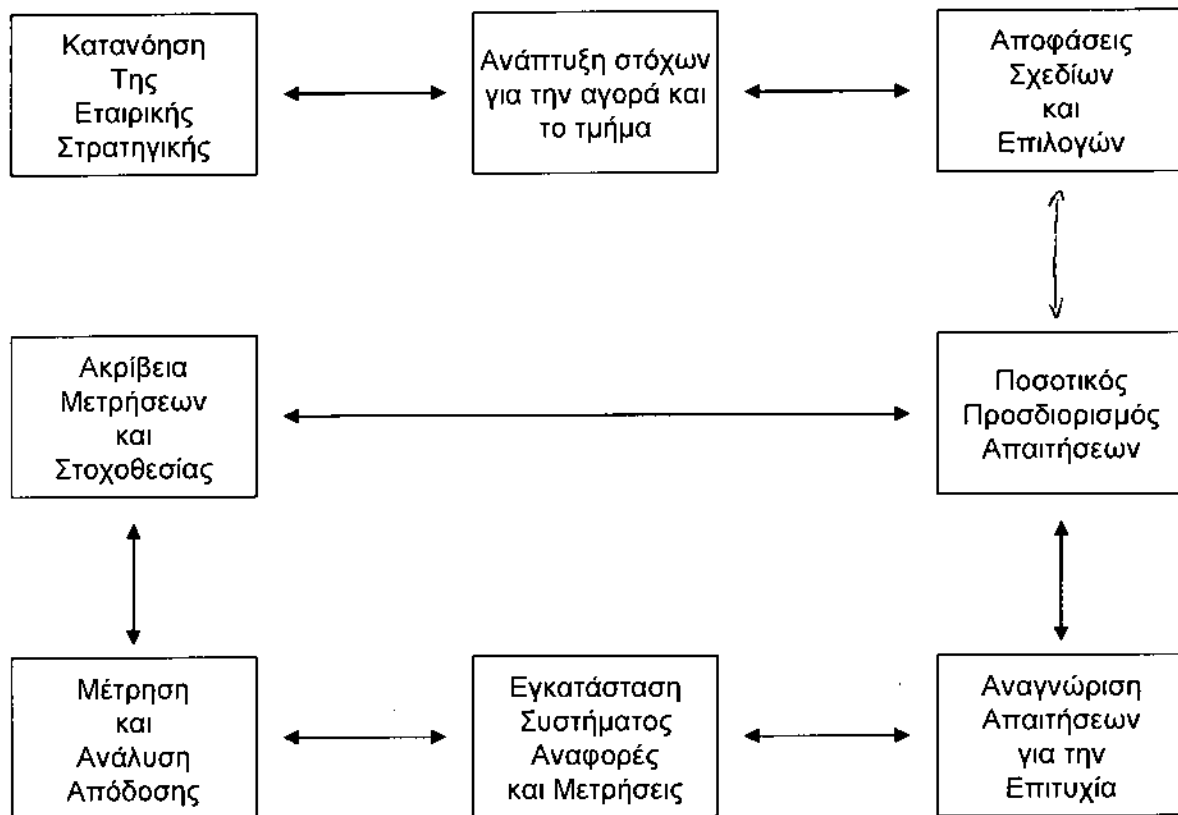 Κατανόηση
Της
Εταιρικής
Στρατηγικής
Ανάπτυξη στόχων
για την αγορά και
το τμήμα
Αποφάσεις
Σχεδίων
και
Επιλογών
Ακρίβεια
Μετρήσεων
και
Στοχοθεσίας
Ποσοτικός
Προσδιορισμός
Απαιτήσεων
Μέτρηση
και
Ανάλυση
Απόδοσης
Εγκατάσταση
Συστήματος
Αναφορές
και Μετρήσεις
Αναγνώριση
Απαιτήσεων
για την
Επιτυχία